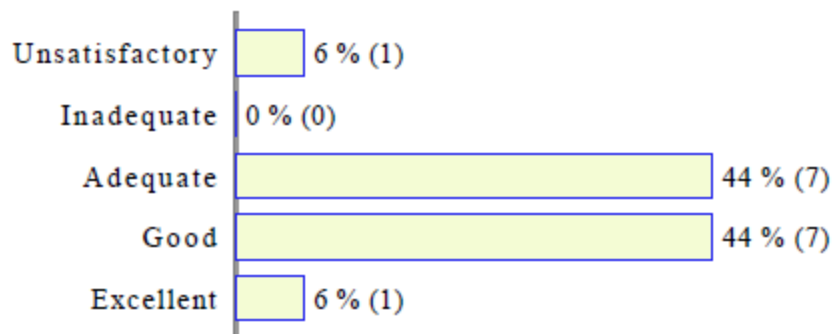 Unsatisfactory 6 % (1)
Inadequate 0 % (0)
Adequate 44 % (7)
Good 44 % (7)
Excellent 6 % (1)